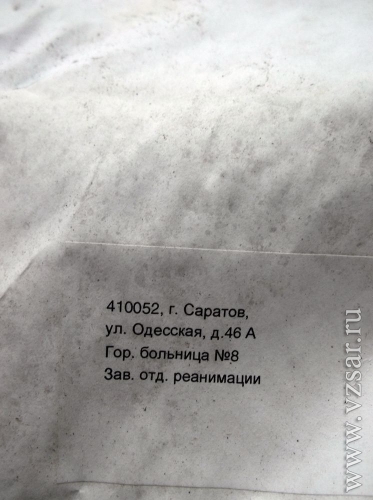 410052, г. Саратов,
ул. Одесская, д.46 А
Гор. больница №8
Зав. отд. реанимации
www.vzsar.ru